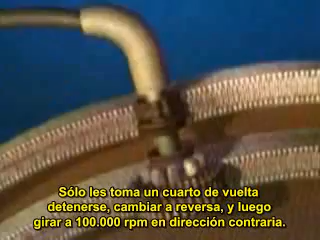 Sólo les toma un cuarto de vuelta
detenerse, cambiar a reversa, y luego
girar a 100.000 rpm en dirección contraria.